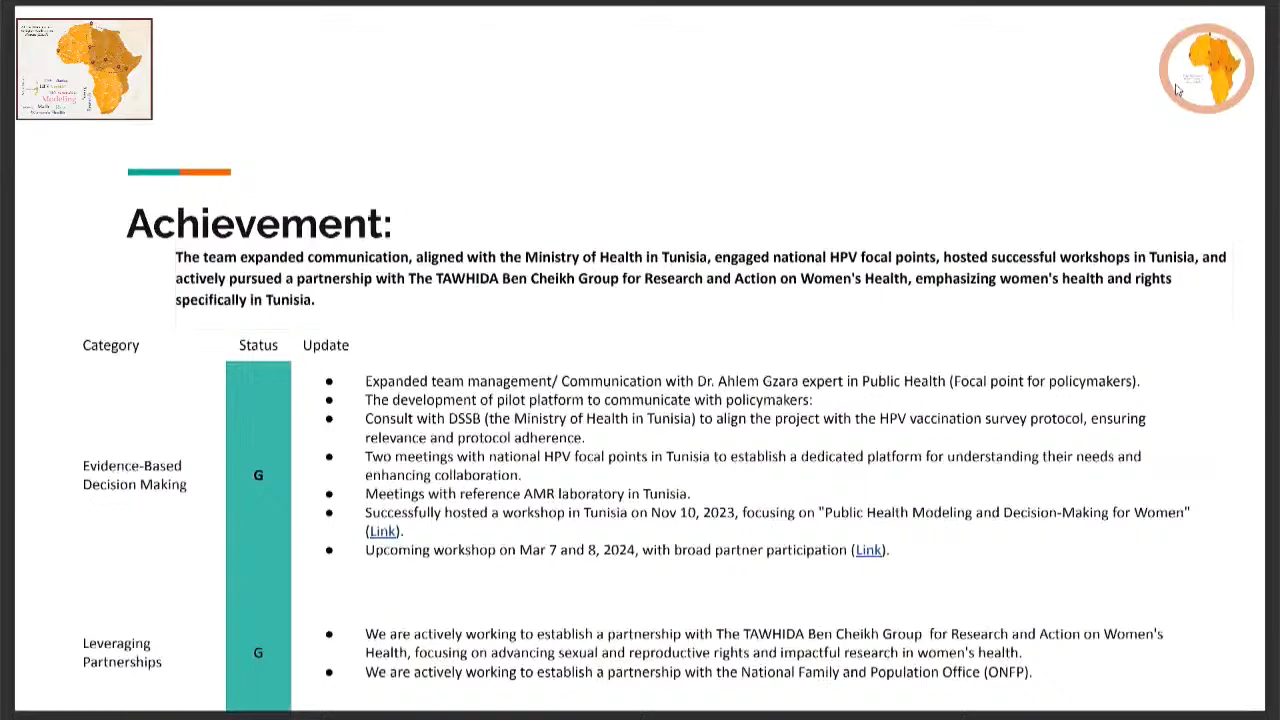 Modeling
Women's Health
Achievement:
The team expanded communication, aligned with the Ministry of Health in Tunisia, engaged national HPV focal points, hosted successful workshops in Tunisia, and
actively pursued a partnership with The TAWHIDA Ben Cheikh Group for Research and Action on Women's Health, emphasizing women's health and rights
specifically in Tunisia.
Category Status Update
Evidence-Based
Decision Making
G
● Expanded team management/ Communication with Dr. Ahlem Gzara expert in Public Health (Focal point for policymakers).
● The development of pilot platform to communicate with policymakers:
● Consult with DSSB (the Ministry of Health in Tunisia) to align the project with the HPV vaccination survey protocol, ensuring
relevance and protocol adherence.
● Two meetings with national HPV focal points in Tunisia to establish a dedicated platform for understanding their needs and
enhancing collaboration.
● Meetings with reference AMR laboratory in Tunisia.
● Successfully hosted a workshop in Tunisia on Nov 10, 2023, focusing on "Public Health Modeling and Decision-Making for Women"
(Link).
● Upcoming workshop on Mar 7 and 8, 2024, with broad partner participation (Link).
Leveraging
Partnerships
G
● We are actively working to establish a partnership with The TAWHIDA Ben Cheikh Group for Research and Action on Women's
Health, focusing on advancing sexual and reproductive rights and impactful research in women's health.
● We are actively working to establish a partnership with the National Family and Population Office (ONFP).